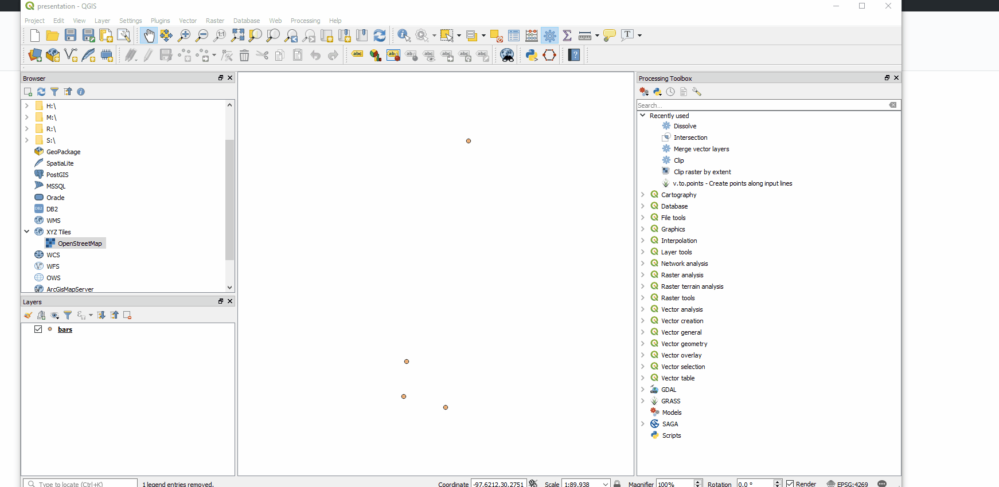 presentation - QGIS
Project Edit View Layer Settings Plugins Vector Raster Database Web Processing Help
Browser
H:\
M:\
R:\
S:\
GeoPackage
SpatiaLite
PostGIS
MSSQL
Oracle
DB2
WMS
XYZ Tiles
OpenStreetMap
WCS
WFS
OWS
ArcGisMapServer
Layers
bars
Processing Toolbox
Search...
Recently used
Dissolve
Intersection
Merge vector layers
Clip
Clip raster by extent
v.to.points - Create points along input lines
Cartography
Database
File tools
Graphics
Interpolation
Layer tools
Network analysis
Raster analysis
Raster terrain analysis
Raster tools
Vector analysis
Vector creation
Vector general
Vector geometry
Vector overlay
Vector selection
Vector table
GDAL
GRASS
Models
SAGA
Scripts
Type to locate (Ctrl+K) 1 legend entries removed. Coordinate -97.6212,30.2751 Scale 1:89,938 Magnifier 100% Rotation 0.0 ° Render EPSG:4269